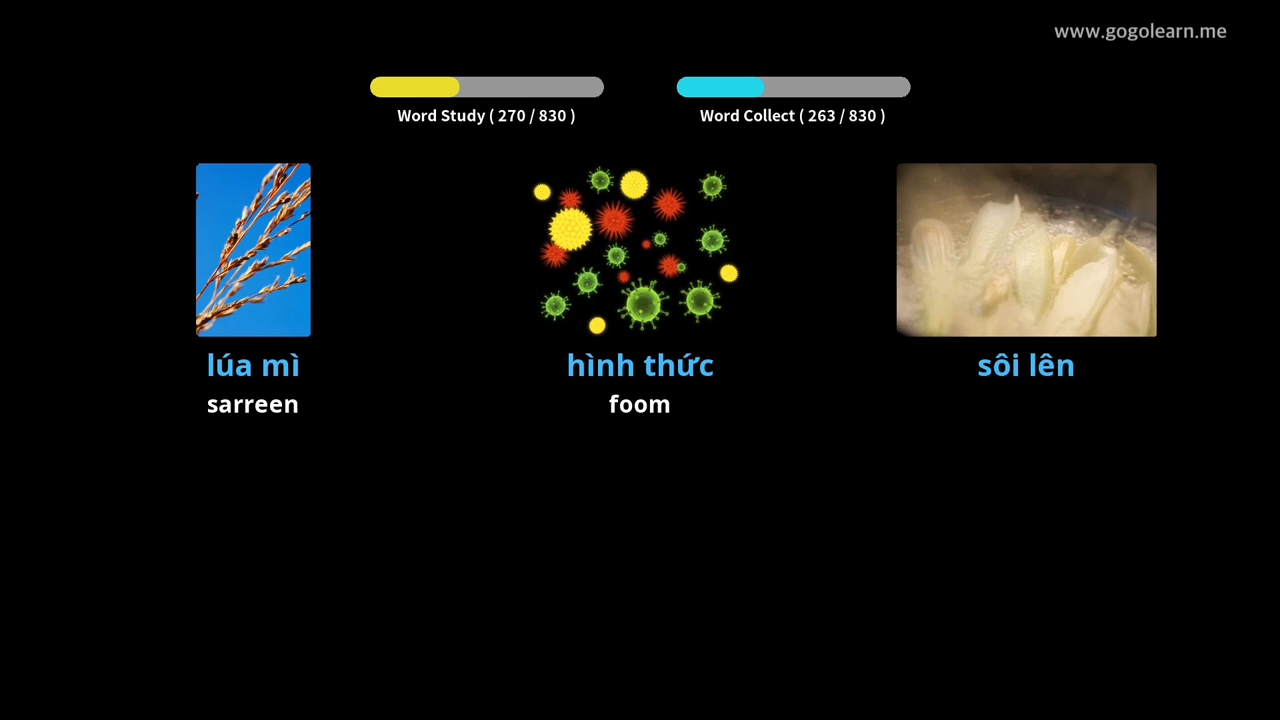 www.gogolearn.me
Word Study ( 270 / 830 )
Word Collect ( 263 / 830 )
lúa mì
sarreen
hình thức
foom
sôi lên